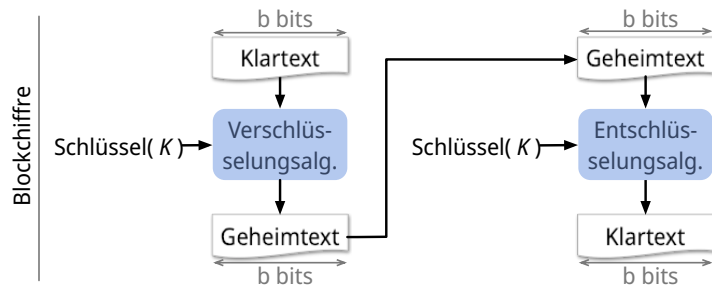 Blockchiffre
b bits
Klartext
Schlüssel( K )
Verschlüs-
selungsalg.
Geheimtext
b bits
b bits
Geheimtext
Schlüssel( K )
Entschlüs-
selungsalg.
Klartext
b bits